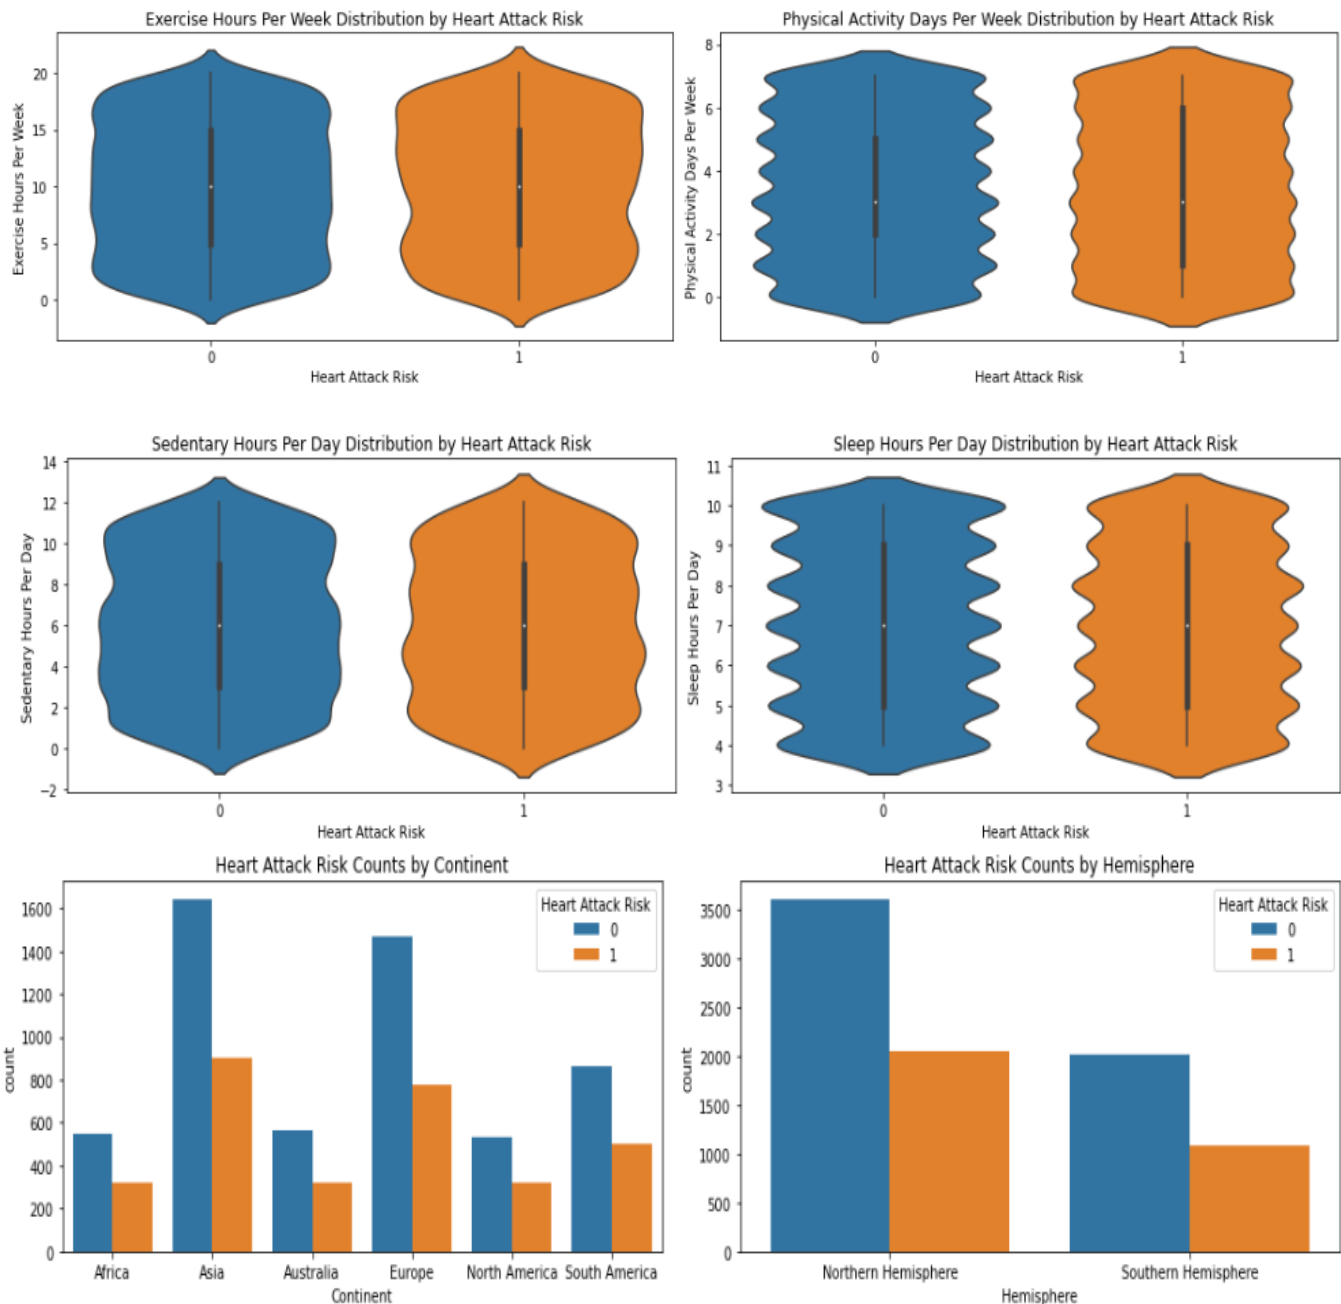 Exercise Hours Per Week Distribution by Heart Attack Risk
Exercise Hours Per Week
20
15
10
5
0
0 1
Heart Attack Risk
Physical Activity Days Per Week Distribution by Heart Attack Risk
Physical Activity Days Per Week
8
6
4
2
0
0 1
Heart Attack Risk
Sedentary Hours Per Day Distribution by Heart Attack Risk
Sedentary Hours Per Day
14
12
10
8
6
4
2
0
−2
0 1
Heart Attack Risk
Sleep Hours Per Day Distribution by Heart Attack Risk
Sleep Hours Per Day
11
10
9
8
7
6
5
4
3
0 1
Heart Attack Risk
Heart Attack Risk Counts by Continent
count
1600
1400
1200
1000
800
600
400
200
0
Heart Attack Risk
0
1
Africa Asia Australia Europe North America South America
Continent
Heart Attack Risk Counts by Hemisphere
count
3500
3000
2500
2000
1500
1000
500
0
Heart Attack Risk
0
1
Northern Hemisphere Southern Hemisphere
Hemisphere